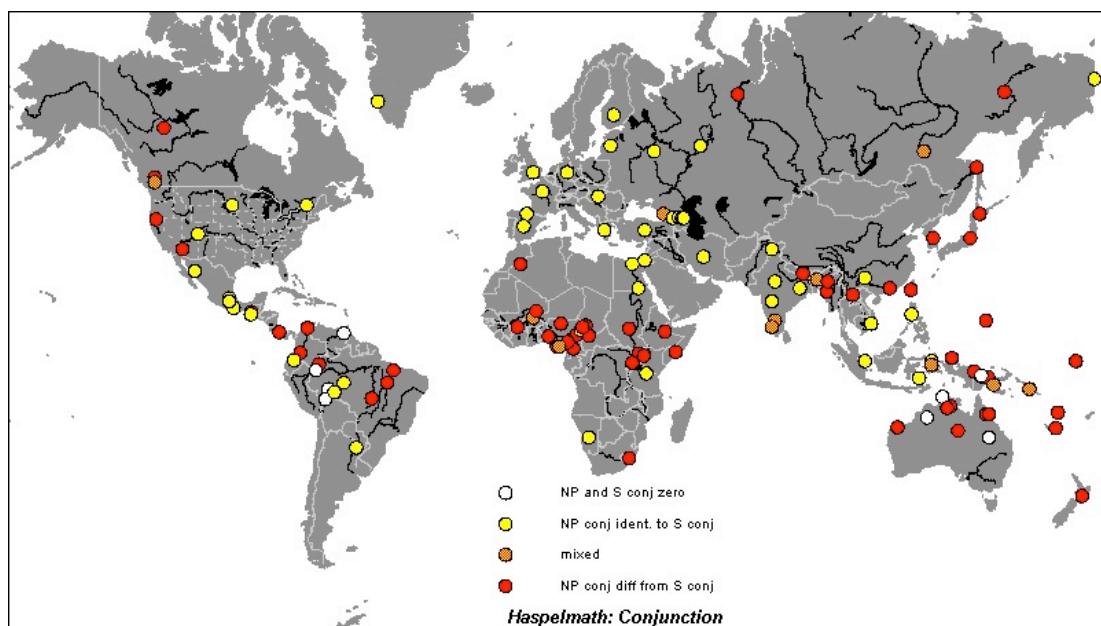 NP and S conj zero
NP conj ident. to S conj
mixed
NP conj diff from S conj
Haspelmath: Conjunction